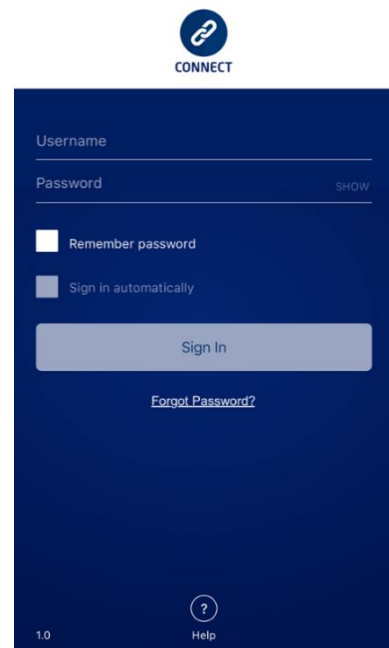 CONNECT
Username
Password SHOW
Remember password
Sign in automatically
Sign In
Forgot Password?
?
1.0 Help